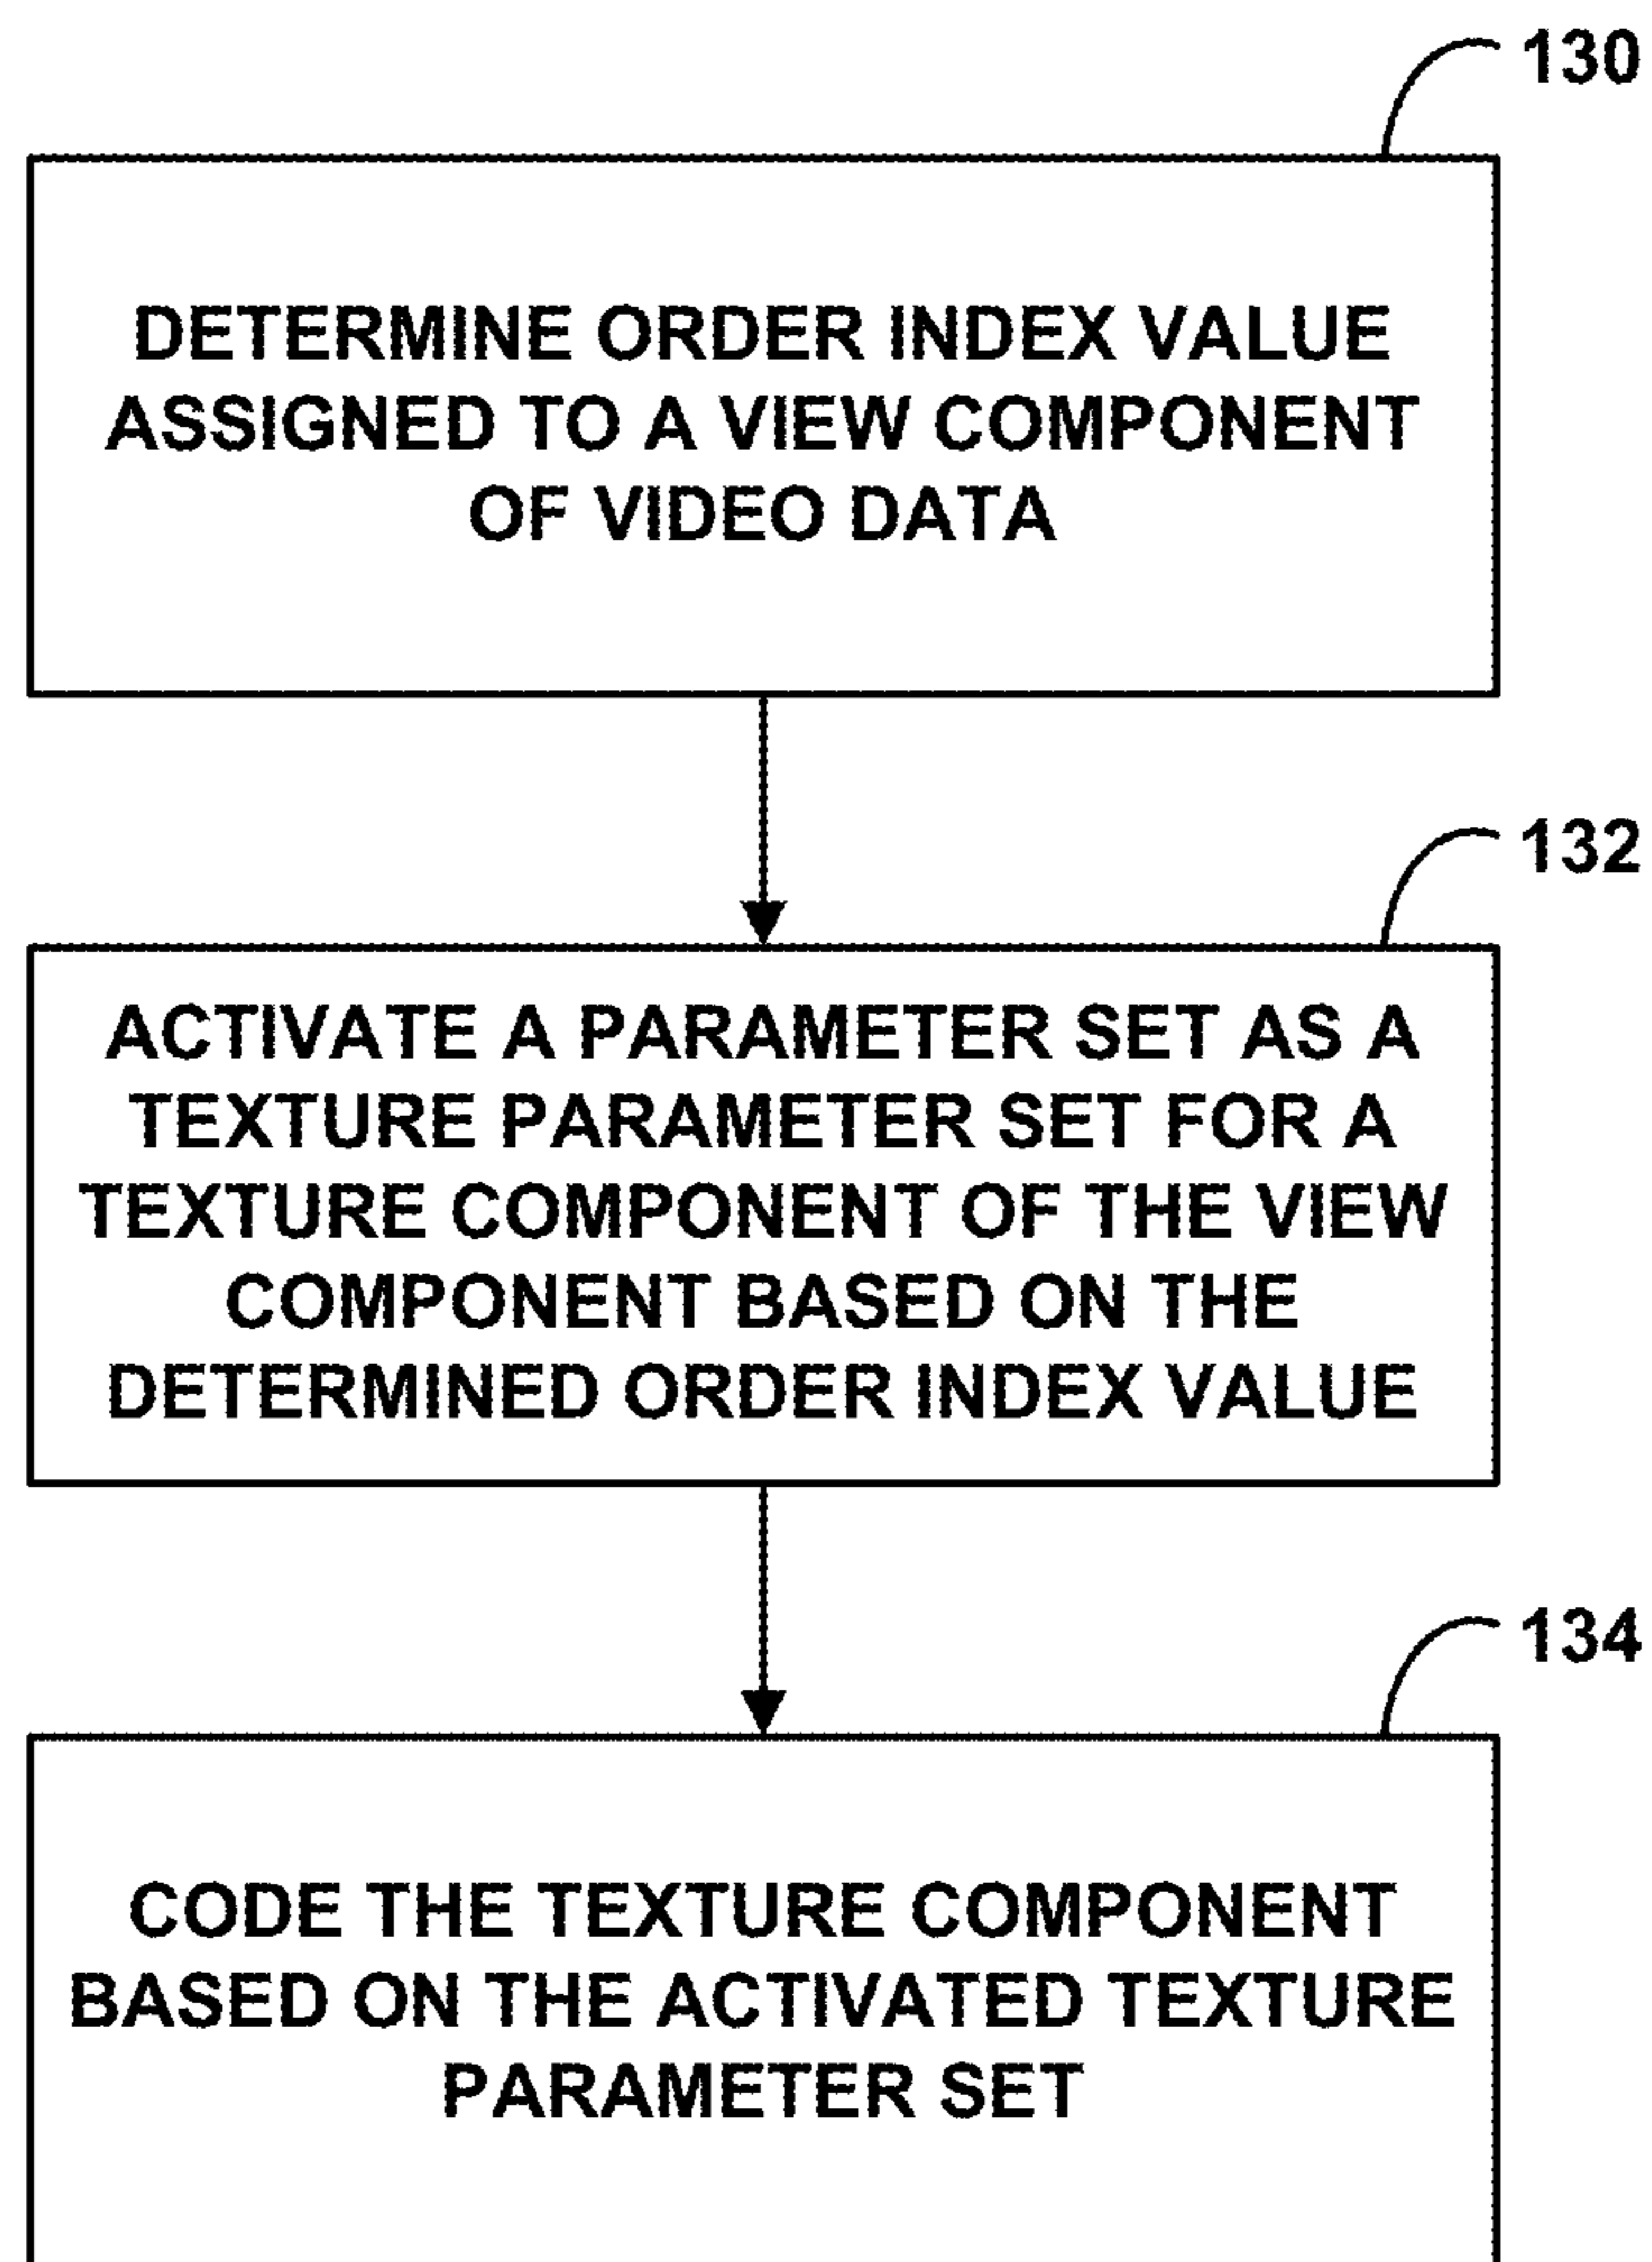 130
DETERMINE ORDER INDEX VALUE
ASSIGNED TO A VIEW COMPONENT
OF VIDEO DATA
132
ACTIVATE A PARAMETER SET AS A
TEXTURE PARAMETER SET FOR A
TEXTURE COMPONENT OF THE VIEW
COMPONENT BASED ON THE
DETERMINED ORDER INDEX VALUE
134
CODE THE TEXTURE COMPONENT
BASED ON THE ACTIVATED TEXTURE
PARAMETER SET